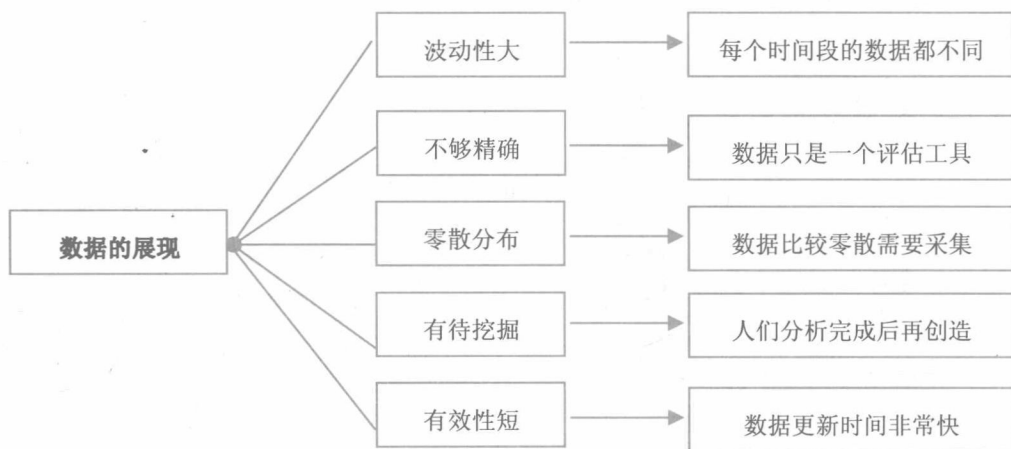 波动性大
每个时间段的数据都不同
不够精确
数据只是一个评估工具
数据的展现
零散分布
数据比较零散需要采集
有待挖掘
人们分析完成后再创造
有效性短
数据更新时间非常快